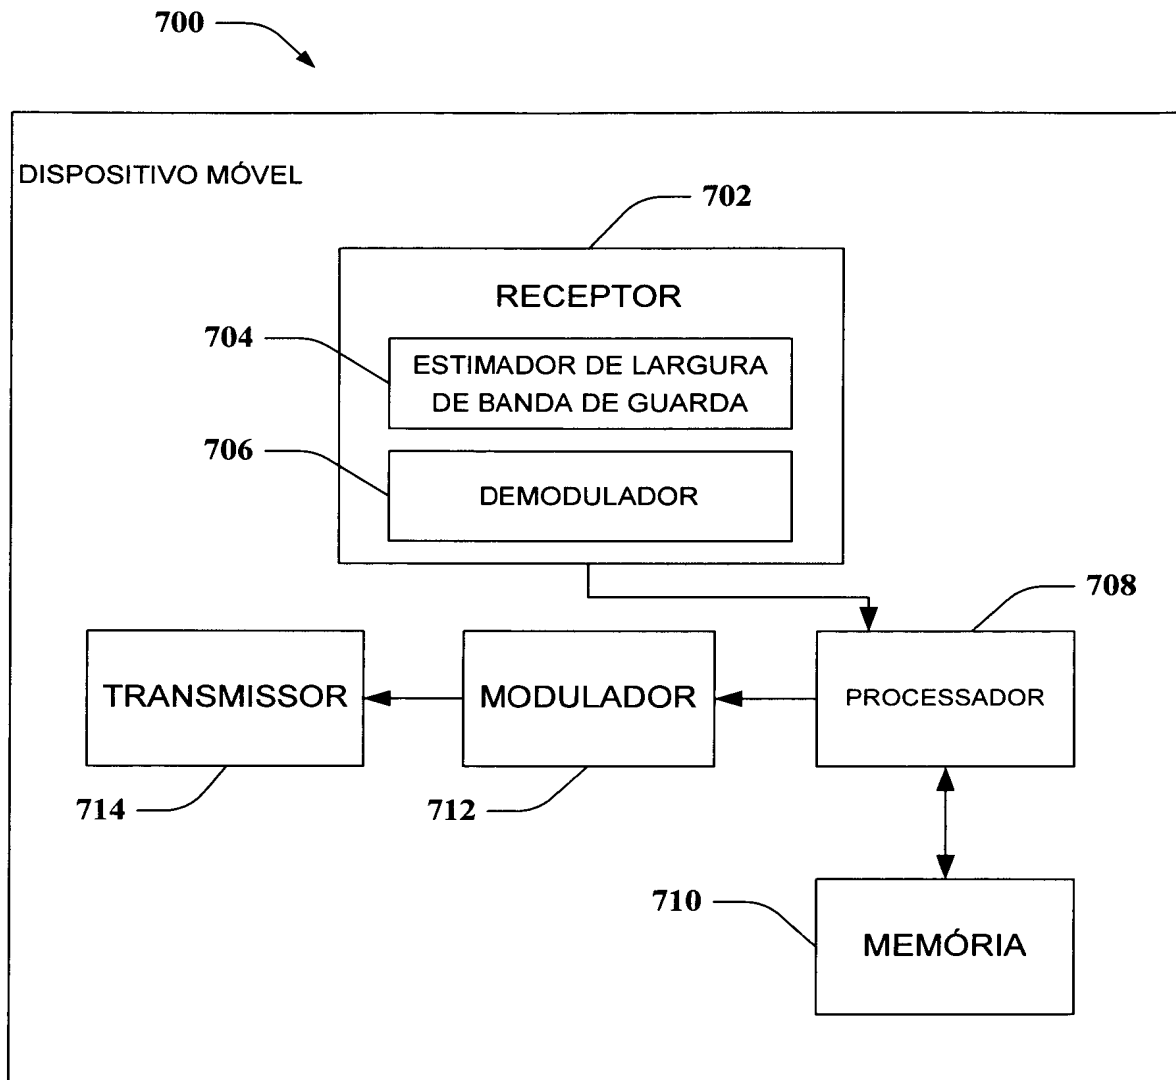 700
DISPOSITIVO MÓVEL
702
RECEPTOR
704
ESTIMADOR DE LARGURA
DE BANDA DE GUARDA
706
DEMODULADOR
708
TRANSMISSOR
MODULADOR
PROCESSADOR
714
712
710
MEMÓRIA